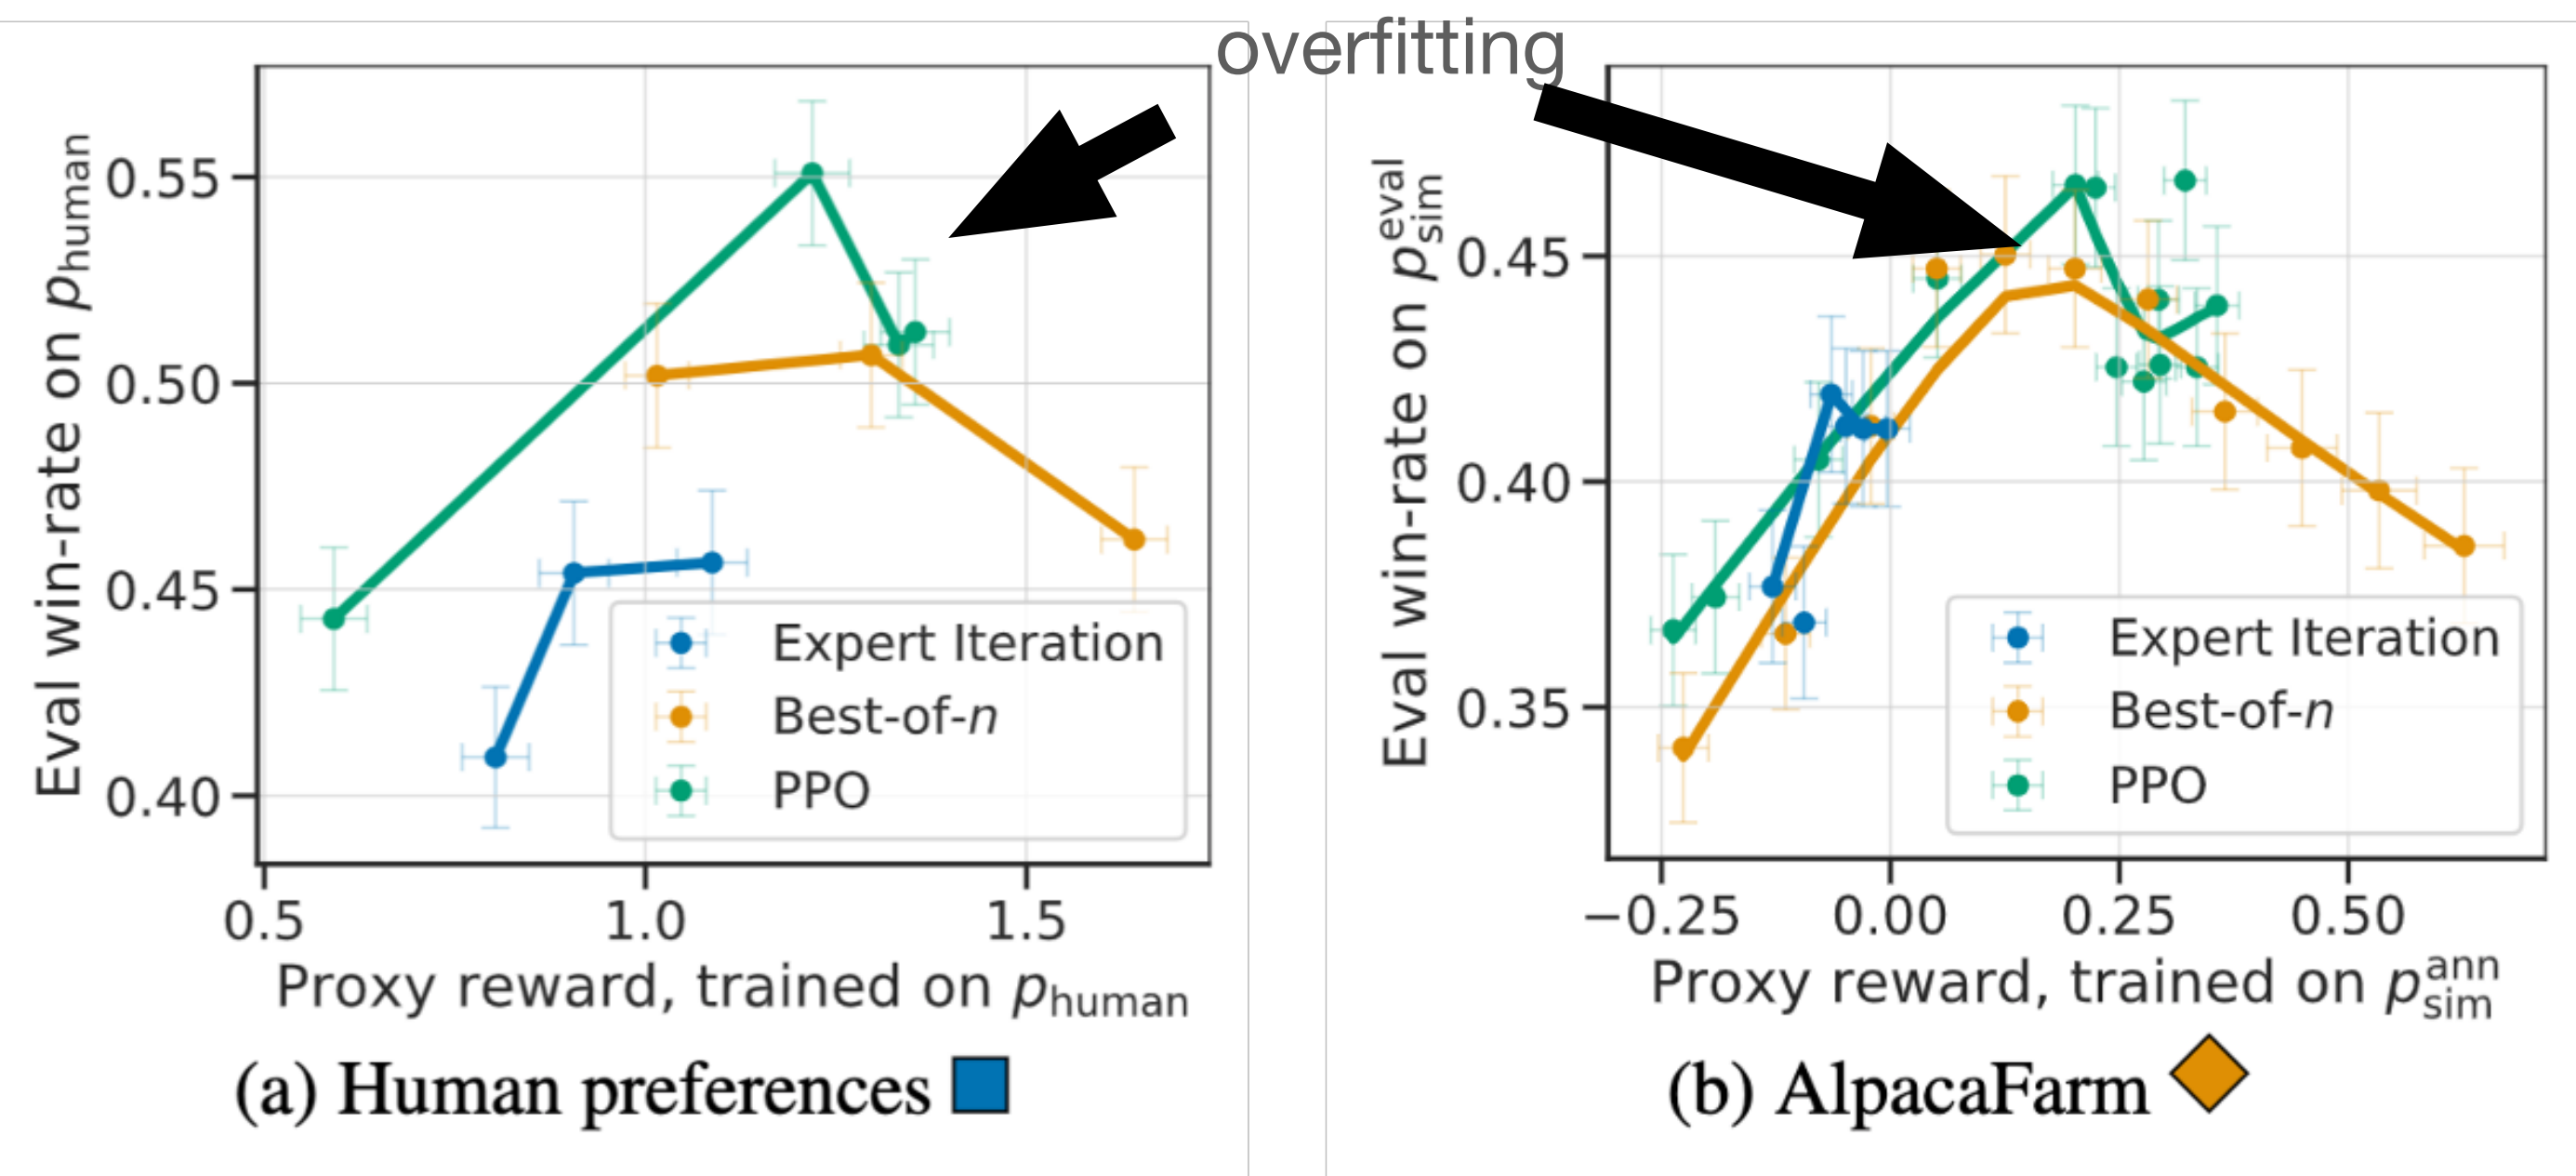 overfitting
Eval win-rate on p_human
0.55
0.50
0.45
0.40
Expert Iteration
Best-of-n
PPO
0.5 1.0 1.5
Proxy reward, trained on p_human
(a) Human preferences
Eval win-rate on p_sim^eval
0.45
0.40
0.35
Expert Iteration
Best-of-n
PPO
−0.25 0.00 0.25 0.50
Proxy reward, trained on p_sim^ann
(b) AlpacaFarm